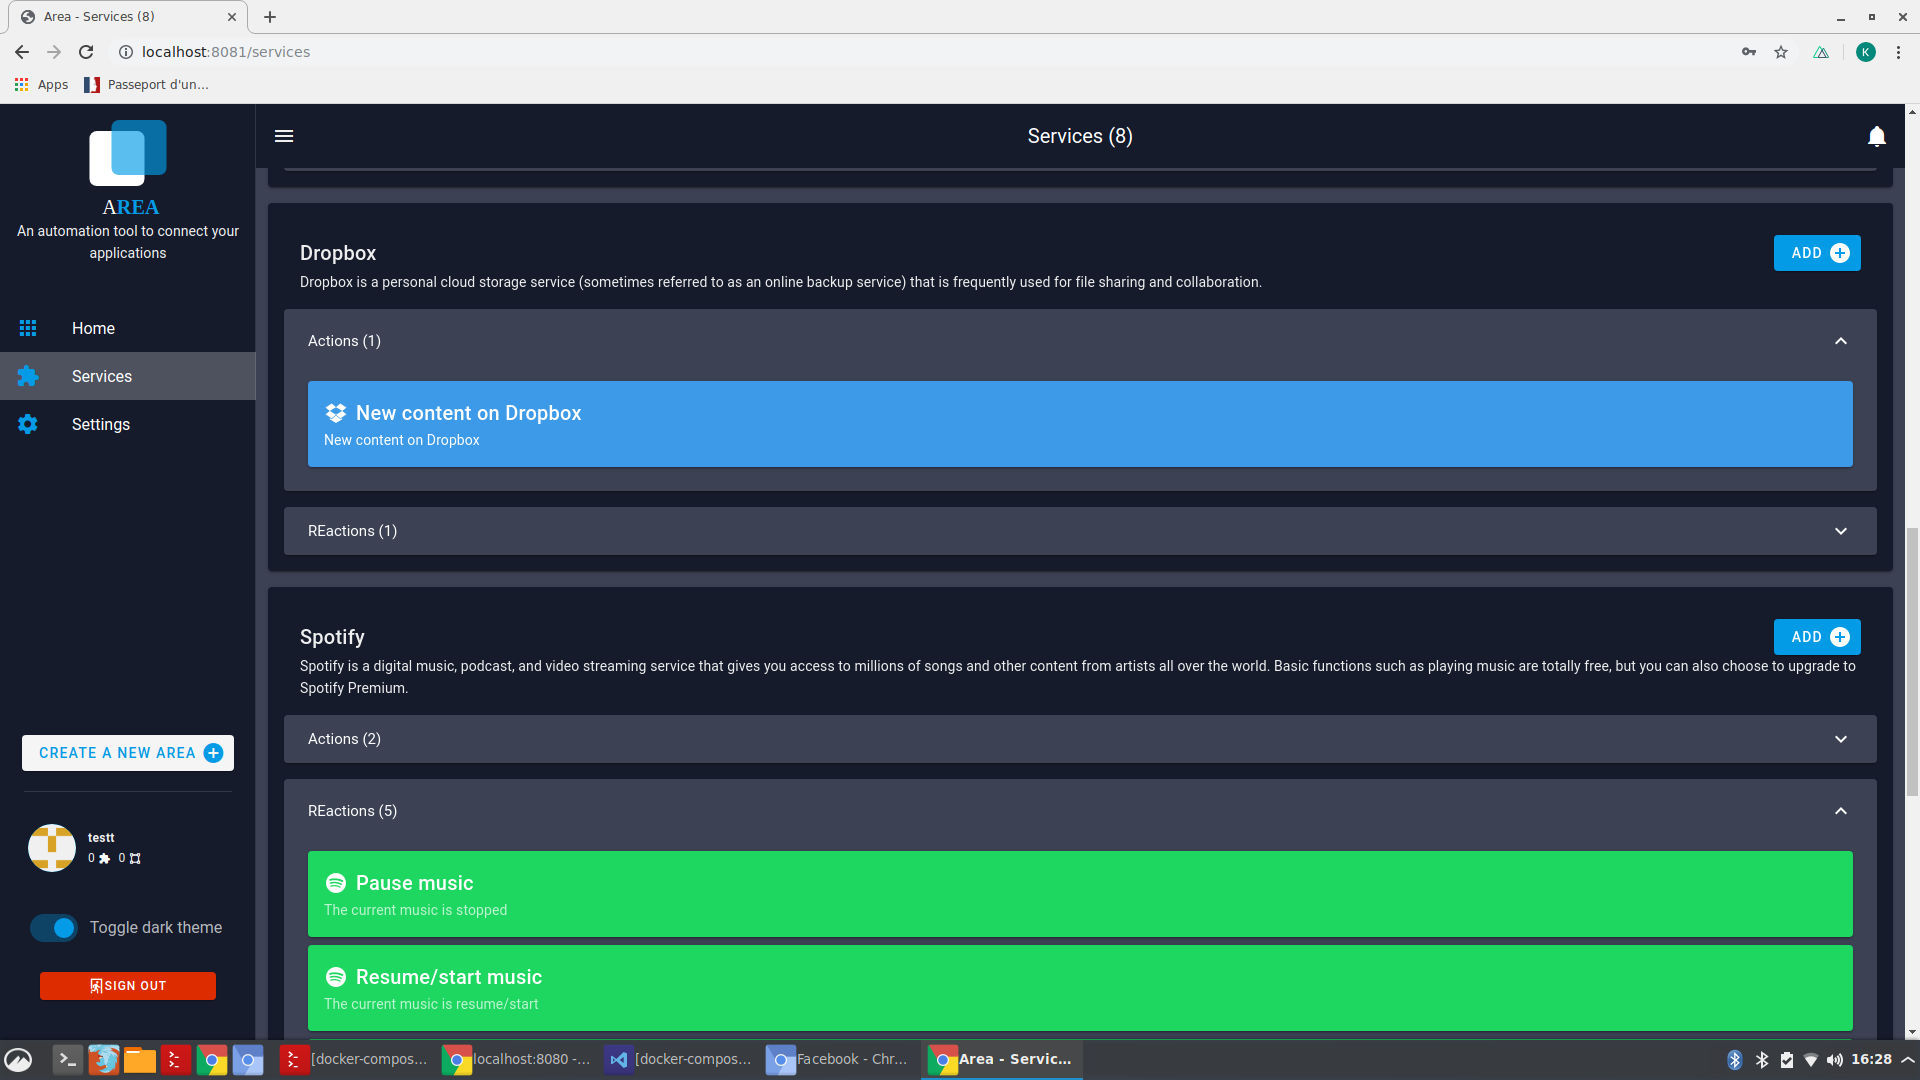 Area - Services (8)
localhost:8081/services
K
Apps
Passeport d'un...
AREA
An automation tool to connect your
applications
Home
Services
Settings
CREATE A NEW AREA
testt
0
0
Toggle dark theme
SIGN OUT
Services (8)
Dropbox
ADD
Dropbox is a personal cloud storage service (sometimes referred to as an online backup service) that is frequently used for file sharing and collaboration.
Actions (1)
New content on Dropbox
New content on Dropbox
REactions (1)
Spotify
ADD
Spotify is a digital music, podcast, and video streaming service that gives you access to millions of songs and other content from artists all over the world. Basic functions such as playing music are totally free, but you can also choose to upgrade to
Spotify Premium.
Actions (2)
REactions (5)
Pause music
The current music is stopped
Resume/start music
The current music is resume/start
[docker-compos...
localhost:8080 -...
[docker-compos...
Facebook - Chr...
Area - Servic...
16:28